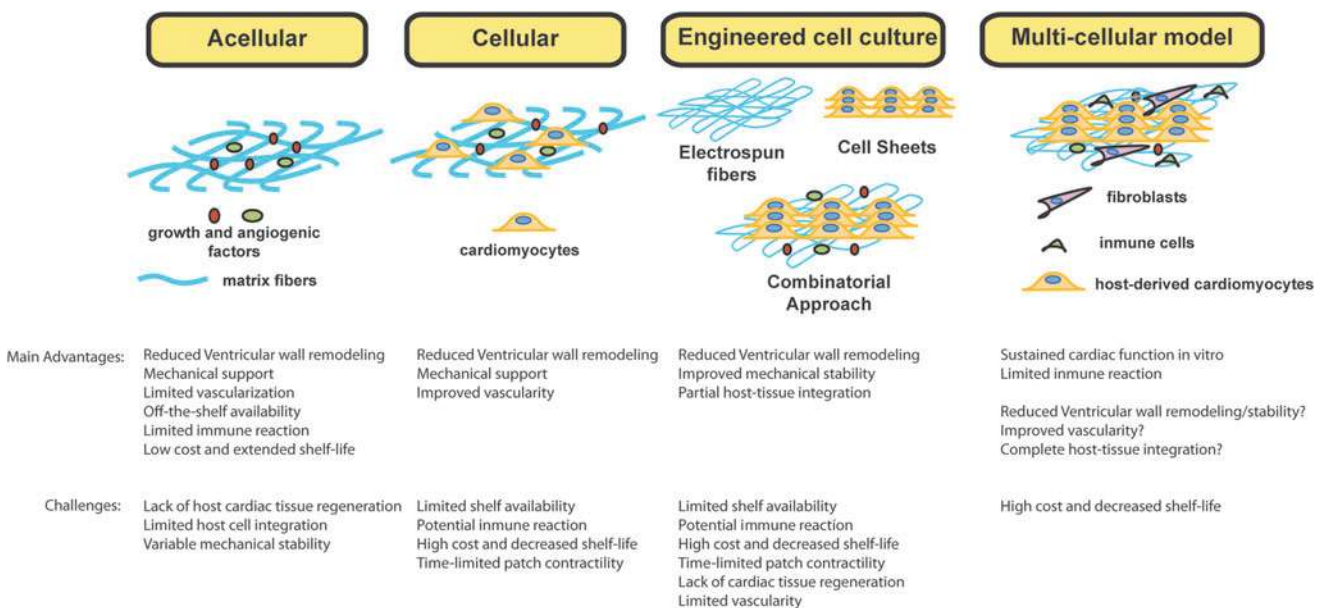 Acellular
Cellular
Engineered cell culture
Multi-cellular model
growth and angiogenic
factors
matrix fibers
cardiomyocytes
Electrospun
fibers
Cell Sheets
Combinatorial
Approach
fibroblasts
inmune cells
host-derived cardiomyocytes
Main Advantages:
Reduced Ventricular wall remodeling
Mechanical support
Limited vascularization
Off-the-shelf availability
Limited immune reaction
Low cost and extended shelf-life
Reduced Ventricular wall remodeling
Mechanical support
Improved vascularity
Reduced Ventricular wall remodeling
Improved mechanical stability
Partial host-tissue integration
Sustained cardiac function in vitro
Limited inmune reaction
Reduced Ventricular wall remodeling/stability?
Improved vascularity?
Complete host-tissue integration?
Challenges:
Lack of host cardiac tissue regeneration
Limited host cell integration
Variable mechanical stability
Limited shelf availability
Potential inmune reaction
High cost and decreased shelf-life
Time-limited patch contractility
Limited shelf availability
Potential immune reaction
High cost and decreased shelf-life
Time-limited patch contractility
Lack of cardiac tissue regeneration
Limited vascularity
High cost and decreased shelf-life